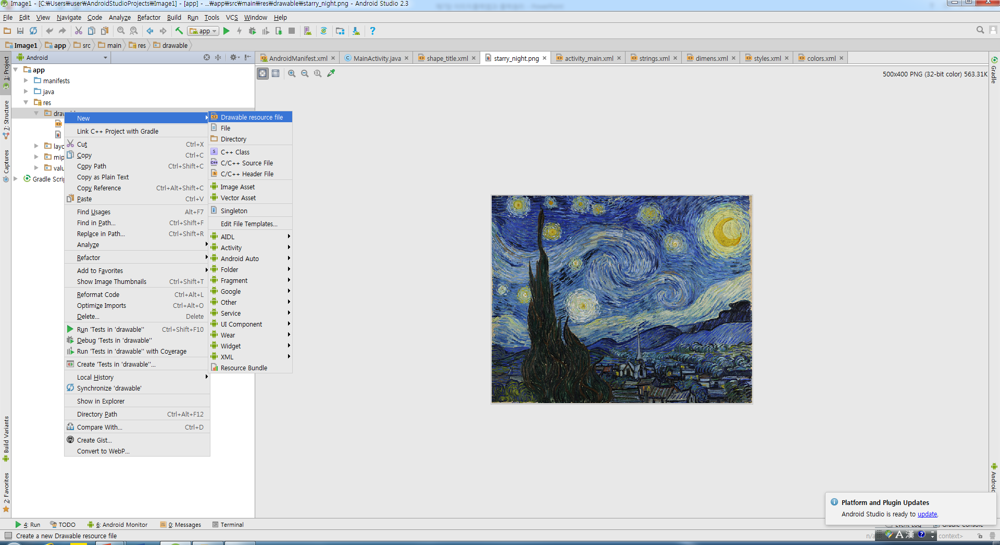 Image1 - [C:₩Users₩user₩AndroidStudioProjects₩Image1] - [app] - ...₩app₩src₩main₩res₩drawable₩starry_night.png - Android Studio 2.3
File Edit View Navigate Code Analyze Refactor Build Run Tools VCS Window Help
app
Image1 app src main res drawable
Android
AndroidManifest.xml MainActivity.java shape_title.xml starry_night.png activity_main.xml strings.xml dimens.xml styles.xml colors.xml
500x400 PNG (32-bit color) 563.31K
1: Project
7: Structure
Captures
Build Variants
2: Favorites
app
manifests
java
res
layo
mip
valu
Gradle Scrip
New
Link C++ Project with Gradle
Cut Ctrl+X
Copy Ctrl+C
Copy Path Ctrl+Shift+C
Copy as Plain Text
Copy Reference Ctrl+Alt+Shift+C
Paste Ctrl+V
Find Usages Alt+F7
Find in Path... Ctrl+Shift+F
Replace in Path... Ctrl+Shift+R
Analyze
Refactor
Add to Favorites
Show Image Thumbnails Ctrl+Shift+T
Reformat Code Ctrl+Alt+L
Optimize Imports Ctrl+Alt+O
Delete... Delete
Run 'Tests in 'drawable'' Ctrl+Shift+F10
Debug 'Tests in 'drawable''
Run 'Tests in 'drawable'' with Coverage
Create 'Tests in 'drawable''...
Local History
Synchronize 'drawable'
Show in Explorer
Directory Path Ctrl+Alt+F12
Compare With... Ctrl+D
Create Gist...
Convert to WebP...
Drawable resource file
File
Directory
C++ Class
C/C++ Source File
C/C++ Header File
Image Asset
Vector Asset
Singleton
Edit File Templates...
AIDL
Activity
Android Auto
Folder
Fragment
Google
Other
Service
UI Component
Wear
Widget
XML
Resource Bundle
Gradle
Platform and Plugin Updates
Android Studio is ready to update.
4: Run TODO 6: Android Monitor 0: Messages Terminal
Create a new Drawable resource file
n/a A 漢 context>